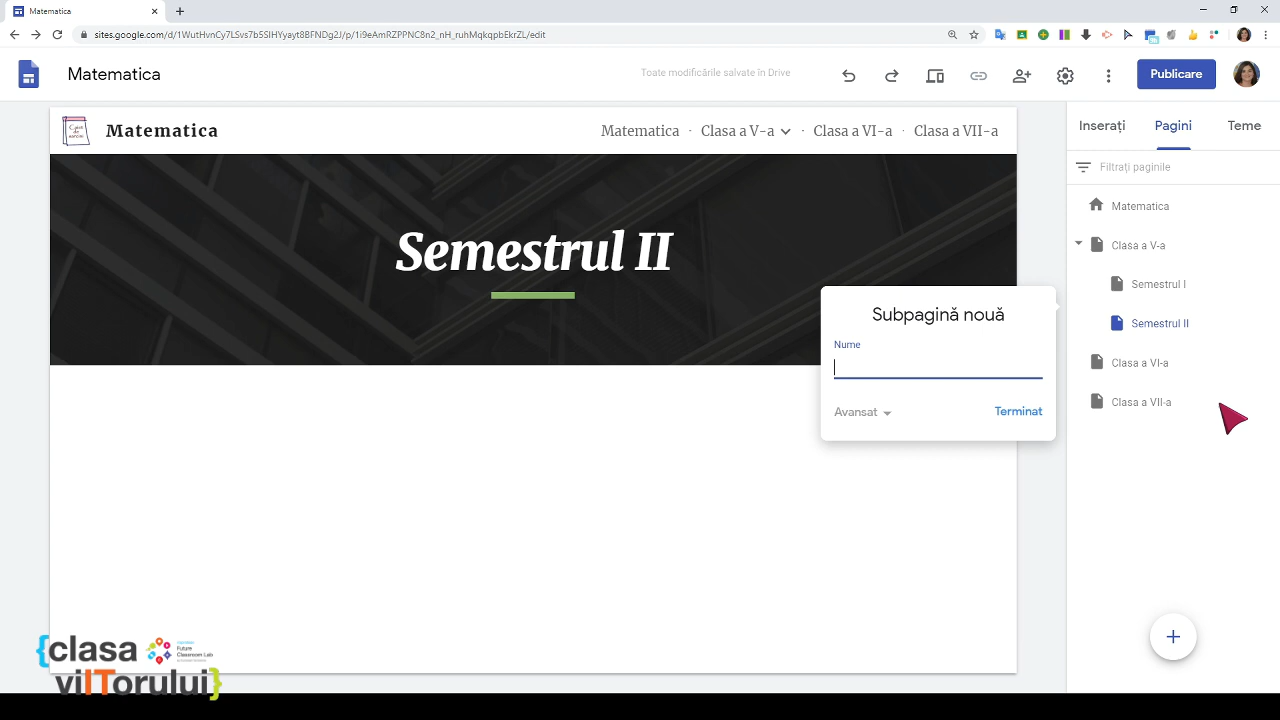 Matematica
sites.google.com/d/1WutHvnCy7LSvs7b5SlHYyayt8BFNDg2J/p/1i9eAmRZPPNC8n2_nH_ruhMqkqpbEkrZL/edit
Matematica
Toate modificările salvate în Drive
Publicare
Matematica
Matematica · Clasa a V-a · Clasa a VI-a · Clasa a VII-a
Semestrul II
Inserați Pagini Teme
Filtrați paginile
Matematica
Clasa a V-a
Semestrul I
Semestrul II
Clasa a VI-a
Clasa a VII-a
Subpagină nouă
Nume
Avansat
Terminat
{clasa
viITorului}
Future
Classroom Lab